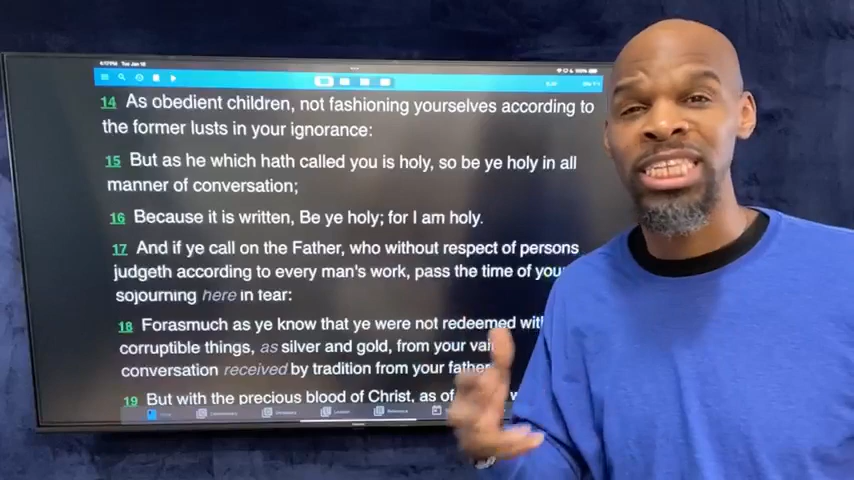 14 As obedient children, not fashioning yourselves according to
the former lusts in your ignorance:
15 But as he which hath called you is holy, so be ye holy in all
manner of conversation;
16 Because it is written, Be ye holy; for I am holy.
17 And if ye call on the Father, who without respect of persons
judgeth according to every man's work, pass the time of your
sojourning here in fear:
18 Forasmuch as ye know that ye were not redeemed with
corruptible things, as silver and gold, from your vain
conversation received by tradition from your father
19 But with the precious blood of Christ, as of